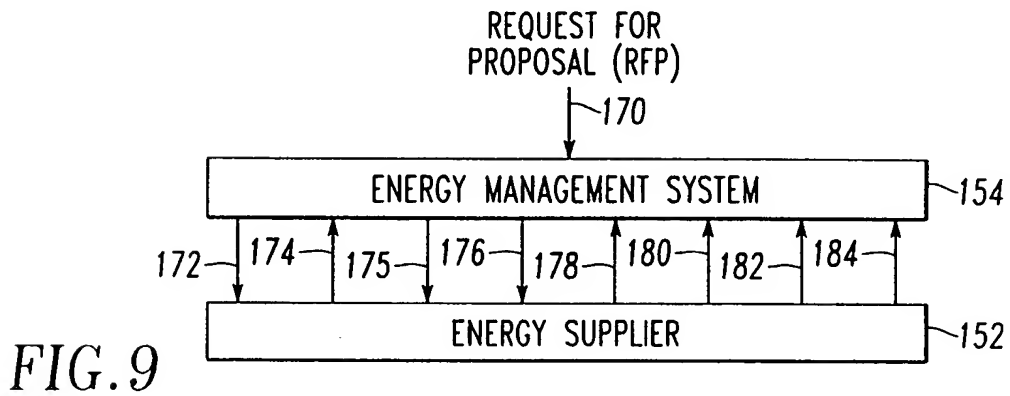 REQUEST FOR
PROPOSAL (RFP)
170
ENERGY MANAGEMENT SYSTEM
154
172 174 175 176 178 180 182 184
ENERGY SUPPLIER
152
FIG. 9